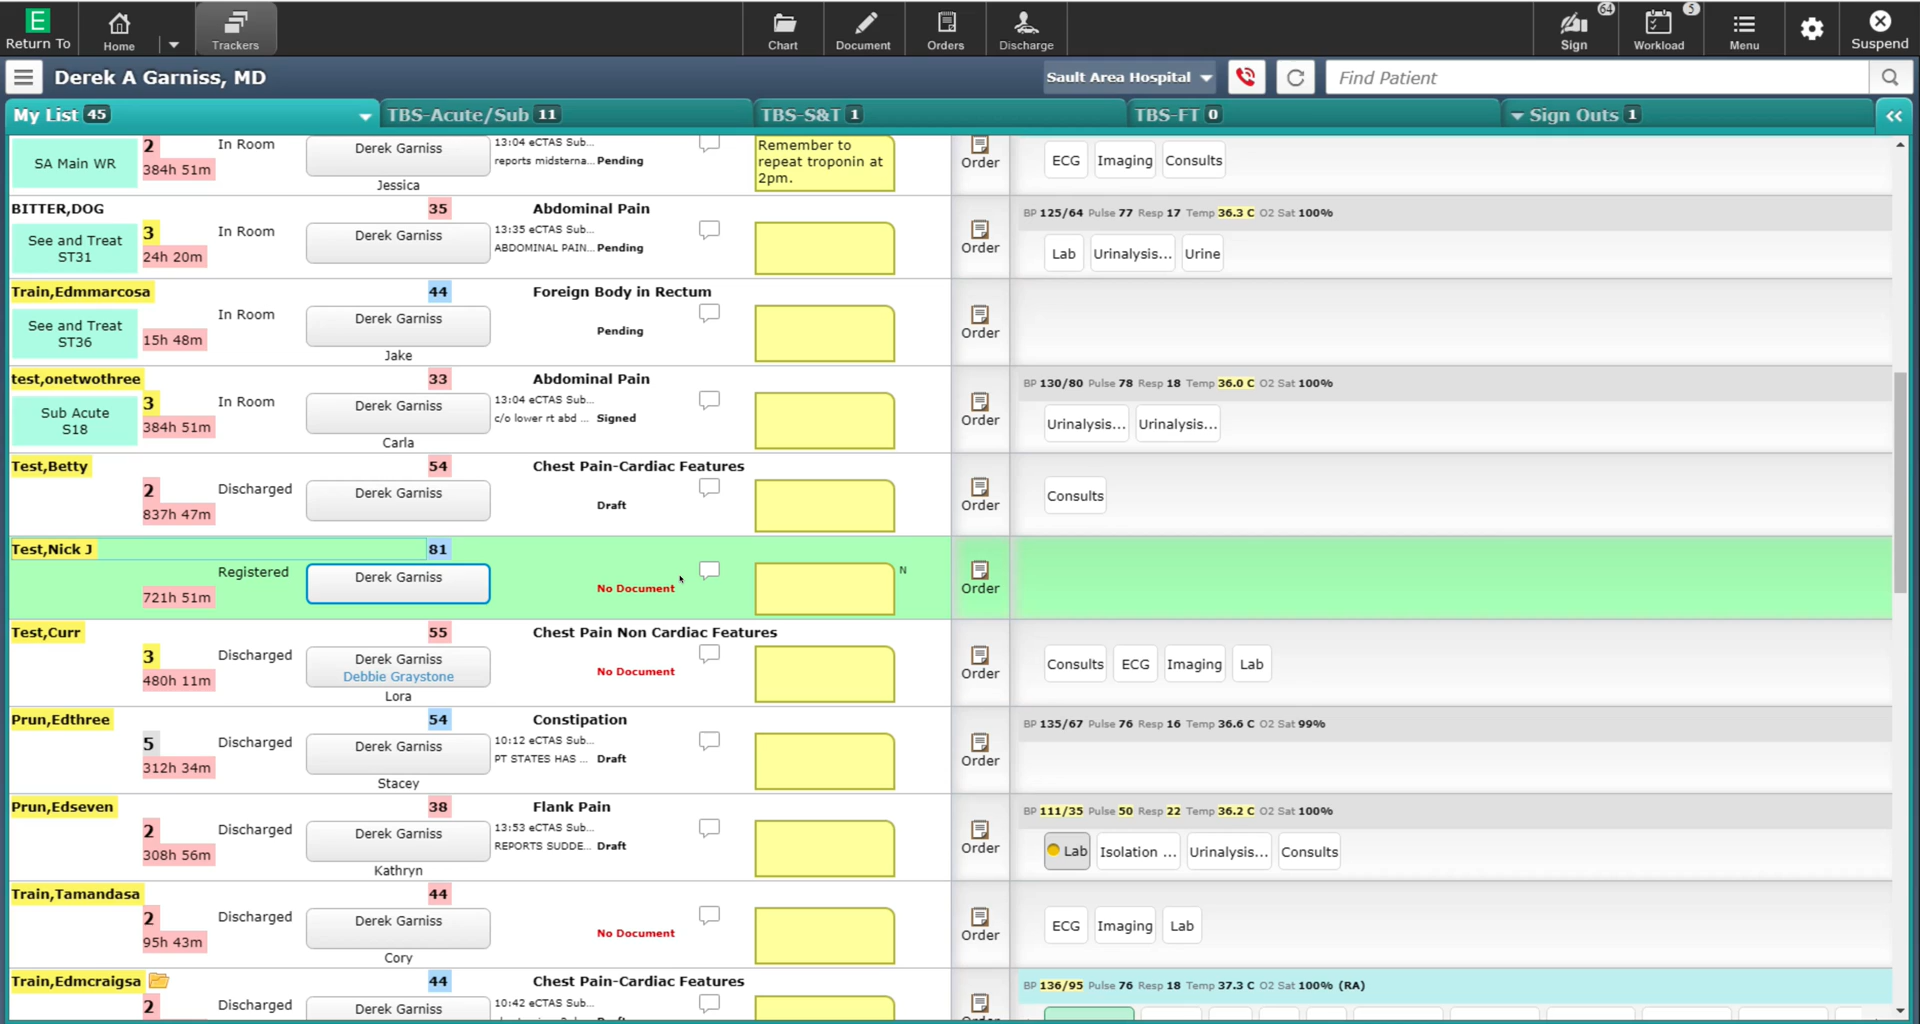 E
Return To
Home
Trackers
Chart
Document
Orders
Discharge
64
Sign
5
Workload
Menu
Suspend
Derek A Garniss, MD
Sault Area Hospital
Find Patient
My List 45
TBS-Acute/Sub 11
TBS-S&T 1
TBS-FT 0
Sign Outs 1
SA Main WR
2
384h 51m
In Room
Derek Garniss
Jessica
13:04 eCTAS Sub...
reports midsterna... Pending
Remember to
repeat troponin at
2pm.
Order
ECG Imaging Consults
BITTER,DOG
35
Abdominal Pain
See and Treat
ST31
3
24h 20m
In Room
Derek Garniss
13:35 eCTAS Sub...
ABDOMINAL PAIN... Pending
Order
BP 125/64 Pulse 77 Resp 17 Temp 36.3 C O2 Sat 100%
Lab Urinalysis... Urine
Train,Edmmarcosa
44
Foreign Body in Rectum
See and Treat
ST36
15h 48m
In Room
Derek Garniss
Jake
Pending
Order
test,onetwothree
33
Abdominal Pain
Sub Acute
S18
3
384h 51m
In Room
Derek Garniss
Carla
13:04 eCTAS Sub...
c/o lower rt abd ... Signed
Order
BP 130/80 Pulse 78 Resp 18 Temp 36.0 C O2 Sat 100%
Urinalysis... Urinalysis...
Test,Betty
54
Chest Pain-Cardiac Features
2
837h 47m
Discharged
Derek Garniss
Draft
Order
Consults
Test,Nick J
81
Registered
721h 51m
Derek Garniss
No Document
N
Order
Test,Curr
55
Chest Pain Non Cardiac Features
3
480h 11m
Discharged
Derek Garniss
Debbie Graystone
Lora
No Document
Order
Consults ECG Imaging Lab
Prun,Edthree
54
Constipation
5
312h 34m
Discharged
Derek Garniss
Stacey
10:12 eCTAS Sub...
PT STATES HAS ... Draft
Order
BP 135/67 Pulse 76 Resp 16 Temp 36.6 C O2 Sat 99%
Prun,Edseven
38
Flank Pain
2
308h 56m
Discharged
Derek Garniss
Kathryn
13:53 eCTAS Sub...
REPORTS SUDDE... Draft
Order
BP 111/35 Pulse 50 Resp 22 Temp 36.2 C O2 Sat 100%
Lab Isolation ... Urinalysis... Consults
Train,Tamandasa
44
2
95h 43m
Discharged
Derek Garniss
Cory
No Document
Order
ECG Imaging Lab
Train,Edmcraigsa
44
Chest Pain-Cardiac Features
2
Discharged
Derek Garniss
10:42 eCTAS Sub...
BP 136/95 Pulse 76 Resp 18 Temp 37.3 C O2 Sat 100% (RA)